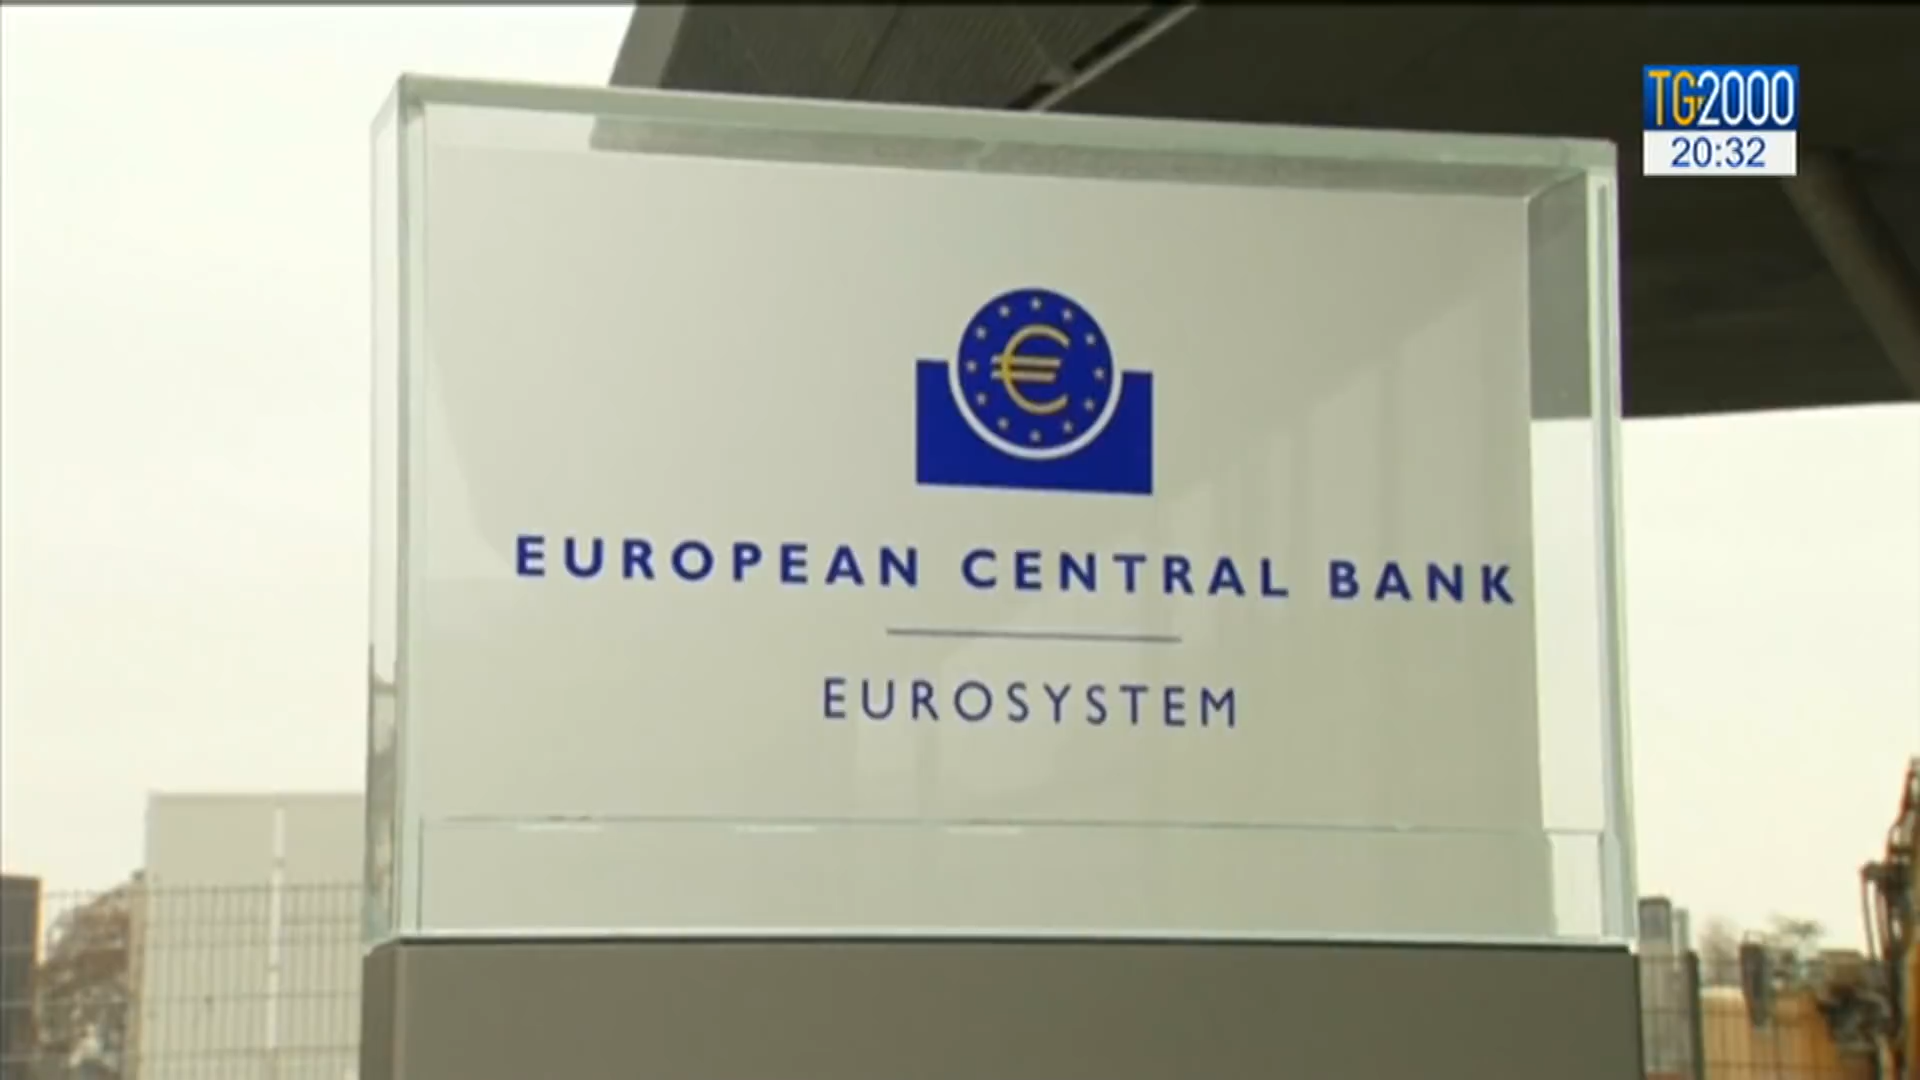 TG2000
20:32
€
EUROPEAN CENTRAL BANK
EUROSYSTEM